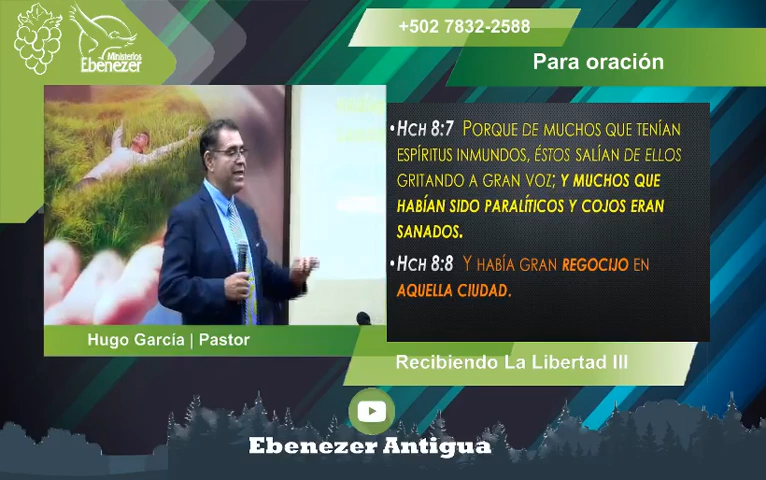 +502 7832-2588
Para oración
Ministerios
Ebenezer
•Hch 8:7 Porque de muchos que tenían
espíritus inmundos, éstos salían de ellos
gritando a gran voz; y muchos que
habían sido paralíticos y cojos eran
sanados.
•Hch 8:8 Y había gran regocijo en
aquella ciudad.
Hugo García | Pastor
Recibiendo La Libertad III
Ebenezer Antigua